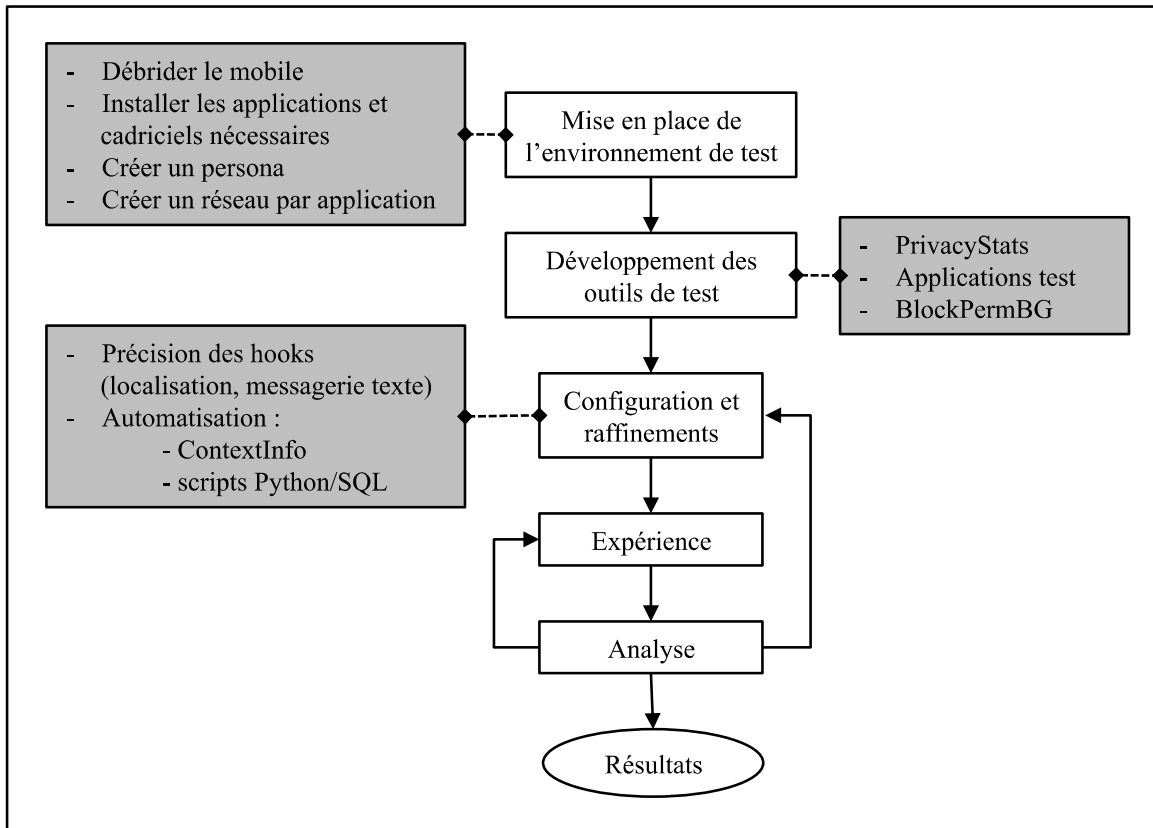 - Débrider le mobile
- Installer les applications et
cadriciels nécessaires
- Créer un persona
- Créer un réseau par application
Mise en place de
l’environnement de test
Développement des
outils de test
- PrivacyStats
- Applications test
- BlockPermBG
- Précision des hooks
(localisation, messagerie texte)
- Automatisation :
- ContextInfo
- scripts Python/SQL
Configuration et
raffinements
Expérience
Analyse
Résultats